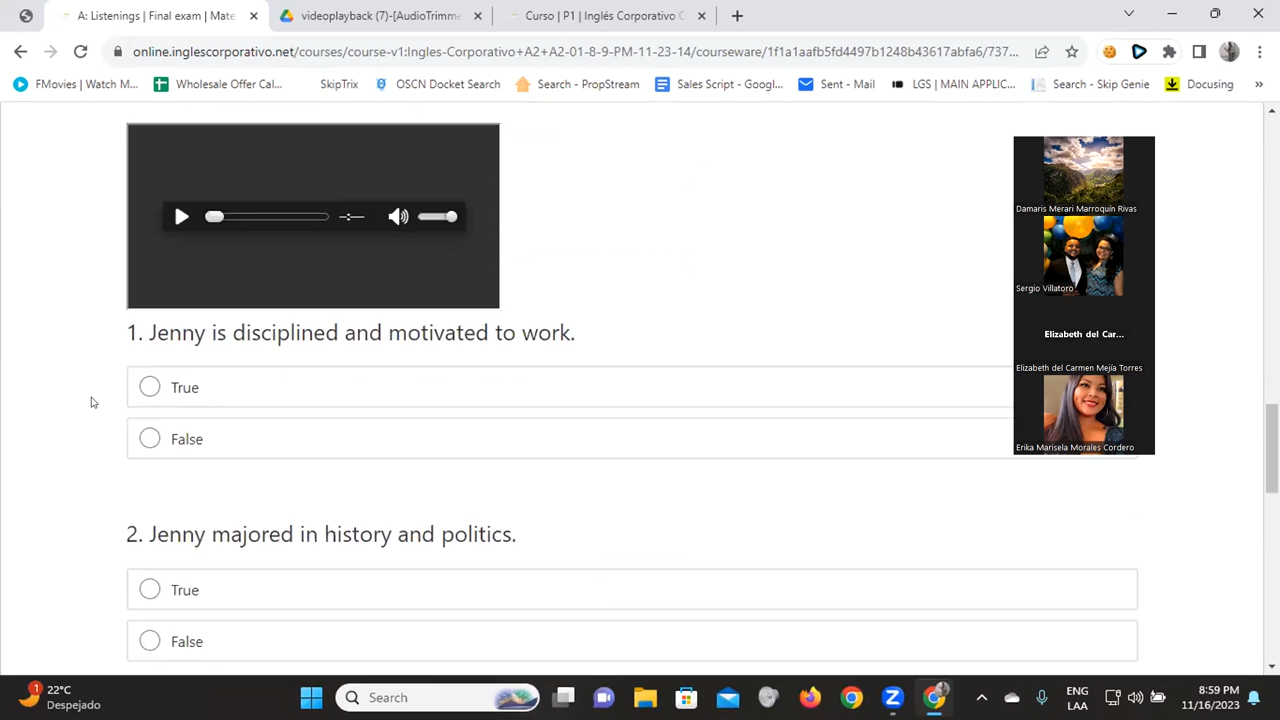 A: Listenings | Final exam | Mate
videoplayback (7)-[AudioTrimme
Curso | P1 | Inglés Corporativo C
online.inglescorporativo.net/courses/course-v1:Ingles-Corporativo+A2+A2-01-8-9-PM-11-23-14/courseware/1f1a1aafb5fd4497b1248b43617abfa6/737...
FMovies | Watch M...
Wholesale Offer Cal...
SkipTrix
OSCN Docket Search
Search - PropStream
Sales Script - Googl...
Sent - Mail
LGS | MAIN APPLIC...
Search - Skip Genie
Docusing
»
Damaris Merari Marroquín Rivas
Sergio Villatoro
Elizabeth del Car...
Elizabeth del Carmen Mejía Torres
Erika Marisela Morales Cordero
1. Jenny is disciplined and motivated to work.
True
False
2. Jenny majored in history and politics.
True
False
1
22°C
Despejado
Search
ENG
LAA
8:59 PM
11/16/2023